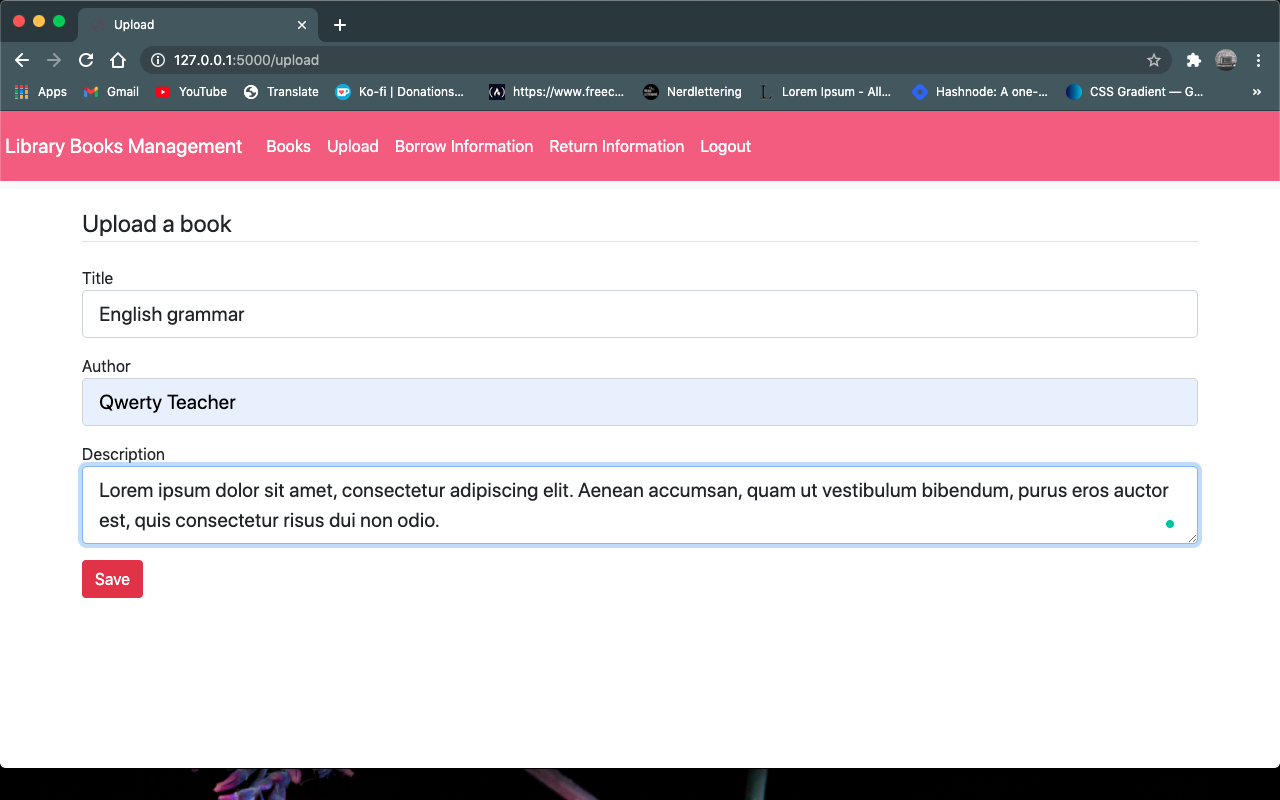 Upload
127.0.0.1:5000/upload
Apps Gmail YouTube Translate Ko-fi | Donations... https://www.freec... Nerdlettering Lorem Ipsum - All... Hashnode: A one-... CSS Gradient — G... »
Library Books Management Books Upload Borrow Information Return Information Logout
Upload a book
Title
English grammar
Author
Qwerty Teacher
Description
Lorem ipsum dolor sit amet, consectetur adipiscing elit. Aenean accumsan, quam ut vestibulum bibendum, purus eros auctor
est, quis consectetur risus dui non odio.
Save